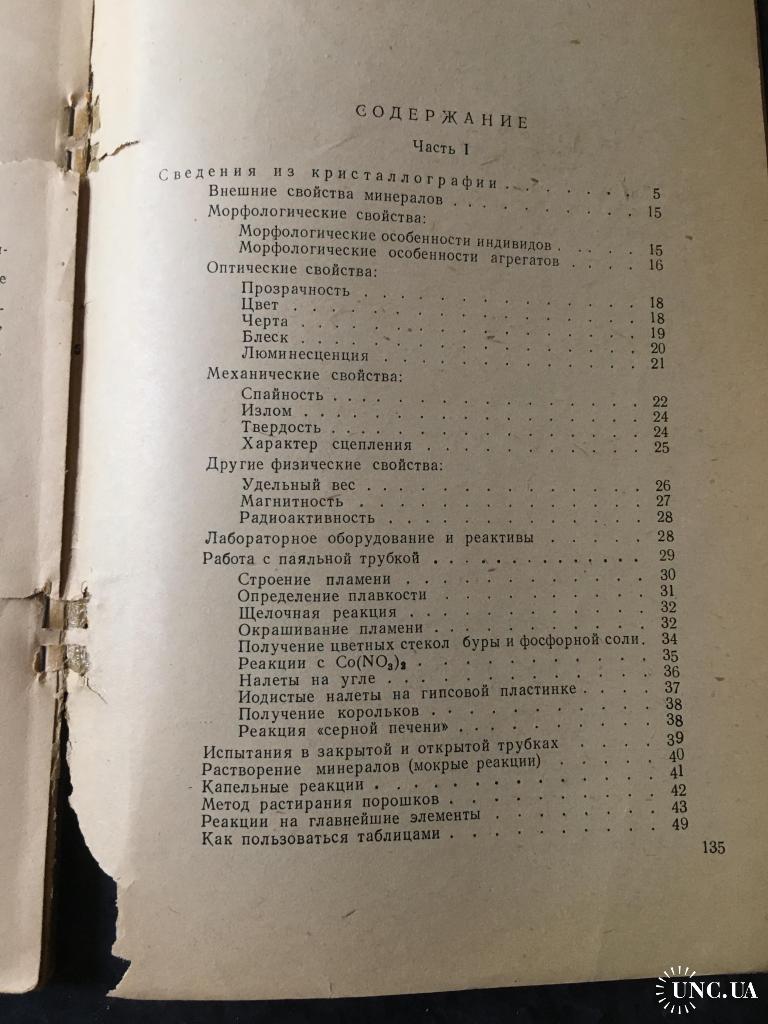 СОДЕРЖАНИЕ
Часть I
Сведения из кристаллографии . . . . . . . 5
Внешние свойства минералов . . . . . . . . 15
Морфологические свойства:
Морфологические особенности индивидов . . . . 15
Морфологические особенности агрегатов . . . . 16
Оптические свойства:
Прозрачность . . . . . . . . . . . . . 18
Цвет . . . . . . . . . . . . . . . . 18
Черта . . . . . . . . . . . . . . . . 19
Блеск . . . . . . . . . . . . . . . . 20
Люминесценция . . . . . . . . . . . . 21
Механические свойства:
Спайность . . . . . . . . . . . . . . 22
Излом . . . . . . . . . . . . . . . . 24
Твердость . . . . . . . . . . . . . . 24
Характер сцепления . . . . . . . . . . 25
Другие физические свойства:
Удельный вес . . . . . . . . . . . . . 26
Магнитность . . . . . . . . . . . . . 27
Радиоактивность . . . . . . . . . . . . 28
Лабораторное оборудование и реактивы . . . . . 28
Работа с паяльной трубкой . . . . . . . . . . 29
Строение пламени . . . . . . . . . . . 30
Определение плавкости . . . . . . . . . 31
Щелочная реакция . . . . . . . . . . . 32
Окрашивание пламени . . . . . . . . . . 32
Получение цветных стекол буры и фосфорной соли . 34
Реакции с Co(NO₃)₂ . . . . . . . . . . . 35
Налеты на угле . . . . . . . . . . . . 36
Иодистые налеты на гипсовой пластинке . . . . 37
Получение корольков . . . . . . . . . . 38
Реакция «серной печени» . . . . . . . . . 38
Испытания в закрытой и открытой трубках . . . . 39
Растворение минералов (мокрые реакции) . . . . . 40
Капельные реакции . . . . . . . . . . . . . 41
Метод растирания порошков . . . . . . . . . . 42
Реакции на главнейшие элементы . . . . . . . . 43
Как пользоваться таблицами . . . . . . . . . . 49
135
UNC.UA